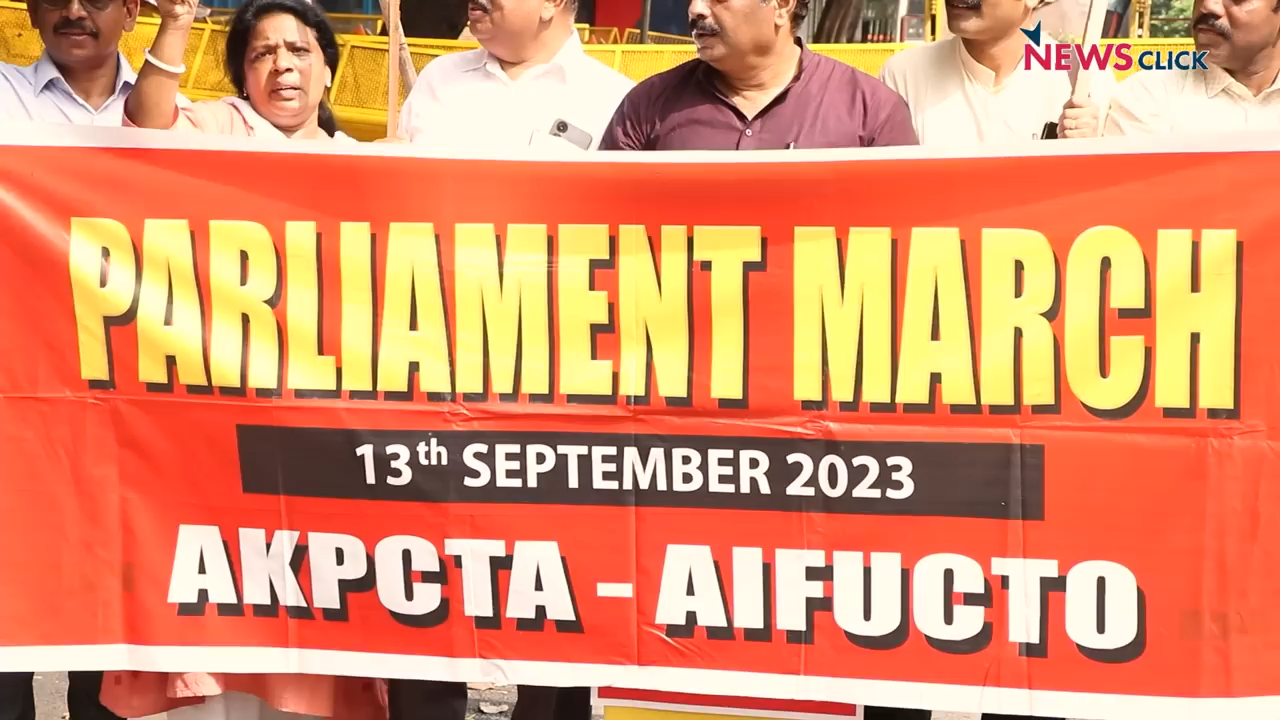 NEWSCLICK
PARLIAMENT MARCH
13th SEPTEMBER 2023
AKPCTA - AIFUCTO